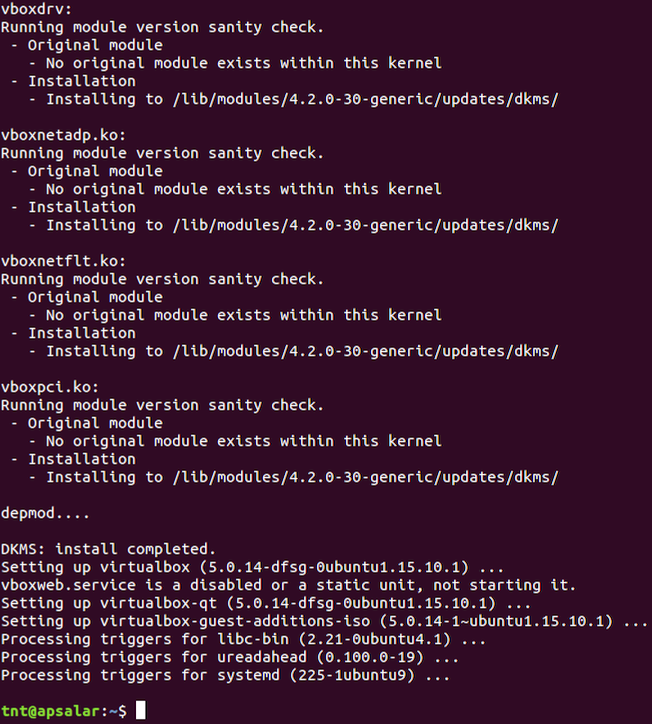 vboxdrv:
Running module version sanity check.
 - Original module
   - No original module exists within this kernel
 - Installation
   - Installing to /lib/modules/4.2.0-30-generic/updates/dkms/

vboxnetadp.ko:
Running module version sanity check.
 - Original module
   - No original module exists within this kernel
 - Installation
   - Installing to /lib/modules/4.2.0-30-generic/updates/dkms/

vboxnetflt.ko:
Running module version sanity check.
 - Original module
   - No original module exists within this kernel
 - Installation
   - Installing to /lib/modules/4.2.0-30-generic/updates/dkms/

vboxpci.ko:
Running module version sanity check.
 - Original module
   - No original module exists within this kernel
 - Installation
   - Installing to /lib/modules/4.2.0-30-generic/updates/dkms/

depmod....

DKMS: install completed.
Setting up virtualbox (5.0.14-dfsg-0ubuntu1.15.10.1) ...
vboxweb.service is a disabled or a static unit, not starting it.
Setting up virtualbox-qt (5.0.14-dfsg-0ubuntu1.15.10.1) ...
Setting up virtualbox-guest-additions-iso (5.0.14-1~ubuntu1.15.10.1) ...
Processing triggers for libc-bin (2.21-0ubuntu4.1) ...
Processing triggers for ureadahead (0.100.0-19) ...
Processing triggers for systemd (225-1ubuntu9) ...

tnt@apsalar:~$